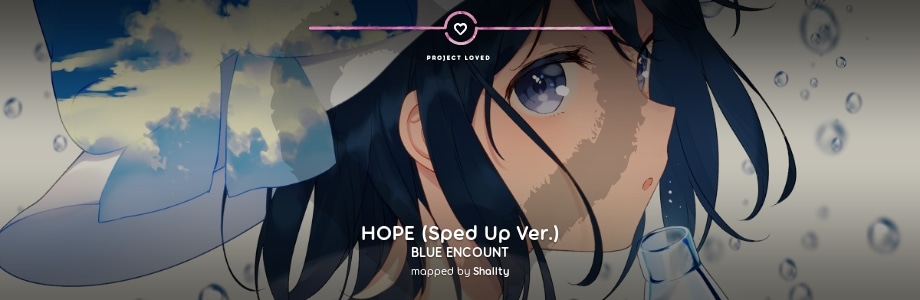 PROJECT LOVED
HOPE (Sped Up Ver.)
BLUE ENCOUNT
mapped by Shallty